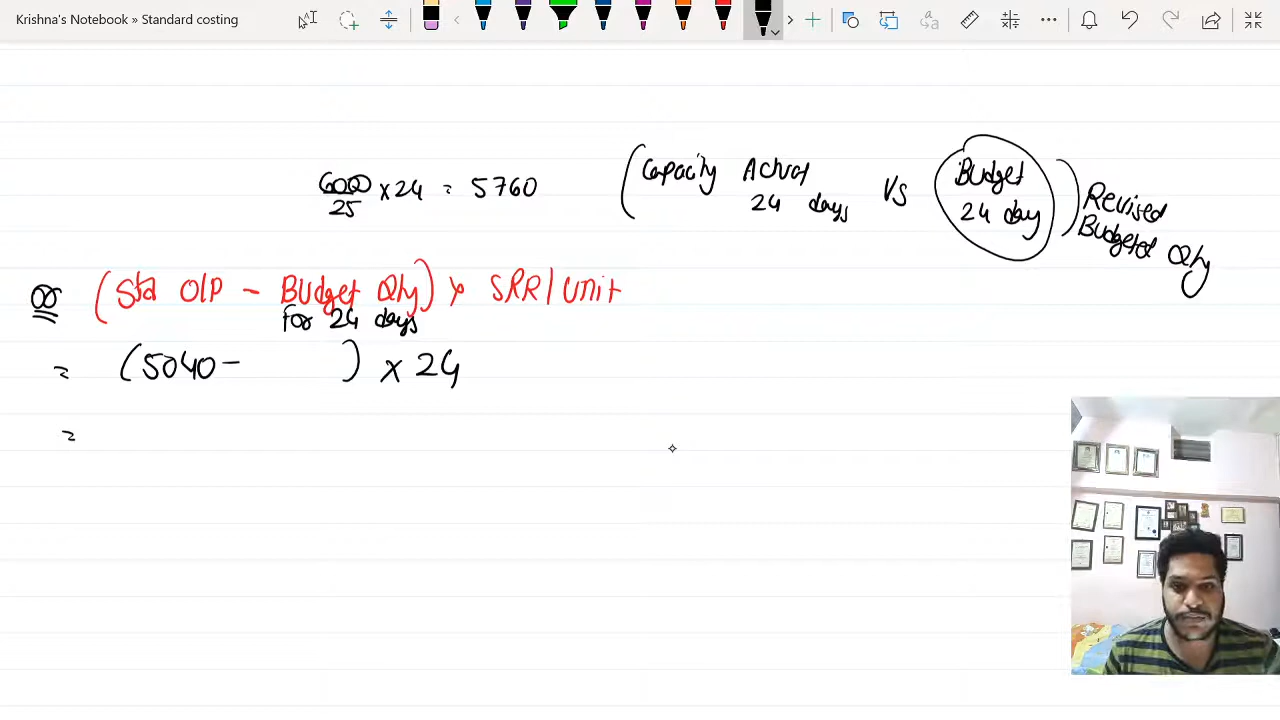 Krishna's Notebook » Standard costing
6000/25 x 24 = 5760
(Capacity Actual 24 days Vs Budget 24 day) Revised Budgeted Qty
OR (Std O/P - Budget Qty) x SRR/Unit
for 24 days
= (5040 - ) x 24
=